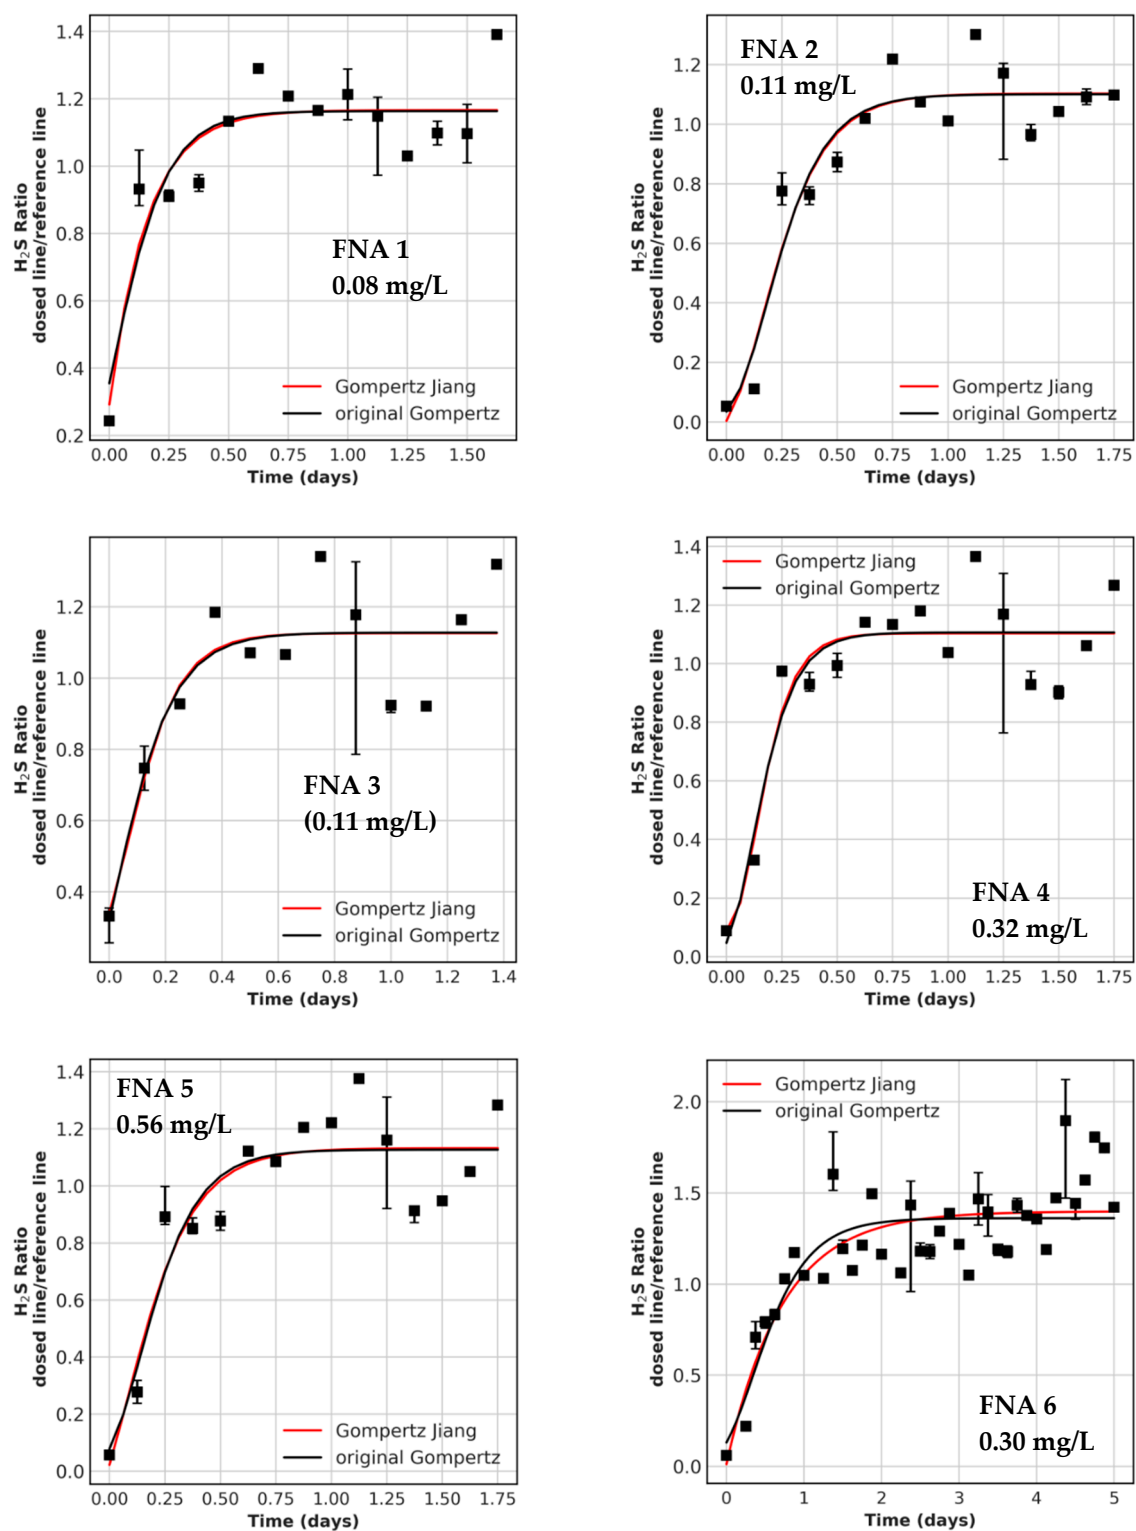 1.4
1.2
1.0
0.8
0.6
0.4
0.2
H₂S Ratio
dosed line/reference line
FNA 1
0.08 mg/L
Gompertz Jiang
original Gompertz
0.00 0.25 0.50 0.75 1.00 1.25 1.50
Time (days)
1.2
1.0
0.8
0.6
0.4
0.2
0.0
H₂S Ratio
dosed line/reference line
FNA 2
0.11 mg/L
Gompertz Jiang
original Gompertz
0.00 0.25 0.50 0.75 1.00 1.25 1.50 1.75
Time (days)
1.2
1.0
0.8
0.6
0.4
H₂S Ratio
dosed line/reference line
FNA 3
(0.11 mg/L)
Gompertz Jiang
original Gompertz
0.0 0.2 0.4 0.6 0.8 1.0 1.2 1.4
Time (days)
1.4
1.2
1.0
0.8
0.6
0.4
0.2
0.0
H₂S Ratio
dosed line/reference line
Gompertz Jiang
original Gompertz
FNA 4
0.32 mg/L
0.00 0.25 0.50 0.75 1.00 1.25 1.50 1.75
Time (days)
1.4
1.2
1.0
0.8
0.6
0.4
0.2
0.0
H₂S Ratio
dosed line/reference line
FNA 5
0.56 mg/L
Gompertz Jiang
original Gompertz
0.00 0.25 0.50 0.75 1.00 1.25 1.50 1.75
Time (days)
2.0
1.5
1.0
0.5
0.0
H₂S Ratio
dosed line/reference line
Gompertz Jiang
original Gompertz
FNA 6
0.30 mg/L
0 1 2 3 4 5
Time (days)